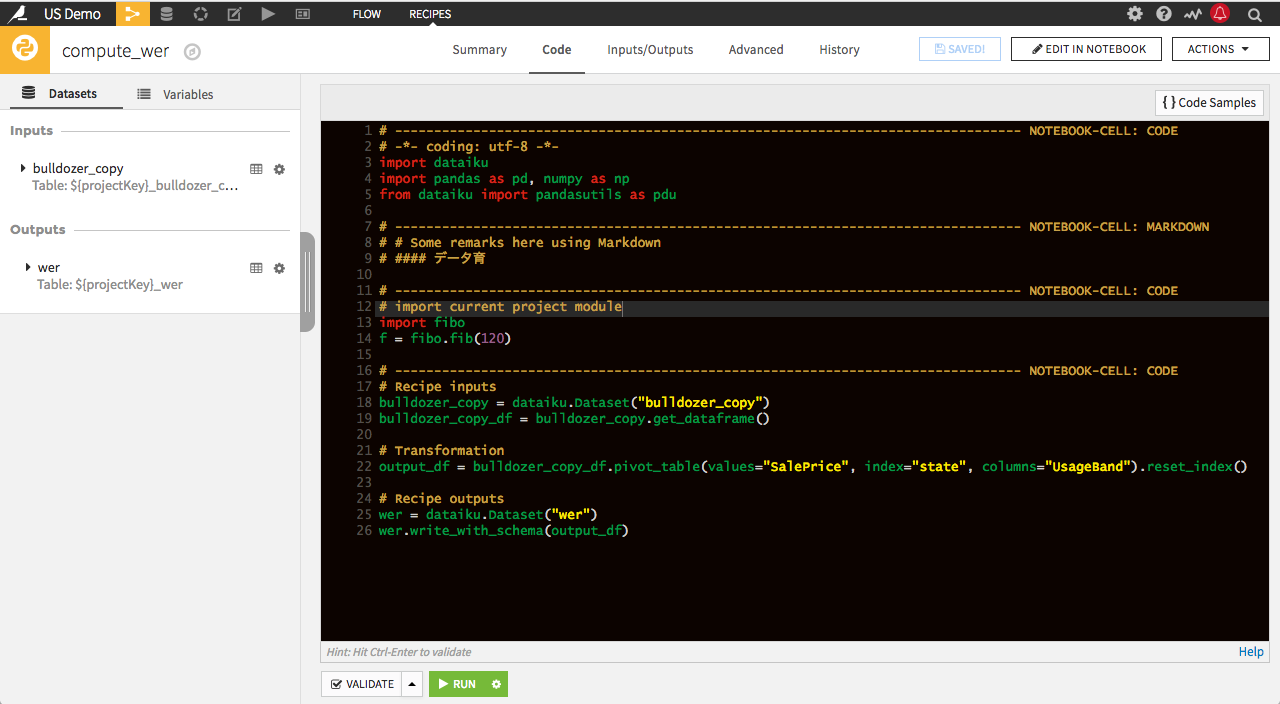 US Demo
FLOW
RECIPES
compute_wer
Summary
Code
Inputs/Outputs
Advanced
History
SAVED!
EDIT IN NOTEBOOK
ACTIONS
Datasets
Variables
Inputs
bulldozer_copy
Table: ${projectKey}_bulldozer_c...
Outputs
wer
Table: ${projectKey}_wer
{ } Code Samples
1 # -------------------------------------------------------------------------------- NOTEBOOK-CELL: CODE
2 # -*- coding: utf-8 -*-
3 import dataiku
4 import pandas as pd, numpy as np
5 from dataiku import pandasutils as pdu
6
7 # -------------------------------------------------------------------------------- NOTEBOOK-CELL: MARKDOWN
8 # # Some remarks here using Markdown
9 # #### データ育
10
11 # -------------------------------------------------------------------------------- NOTEBOOK-CELL: CODE
12 # import current project module
13 import fibo
14 f = fibo.fib(120)
15
16 # -------------------------------------------------------------------------------- NOTEBOOK-CELL: CODE
17 # Recipe inputs
18 bulldozer_copy = dataiku.Dataset("bulldozer_copy")
19 bulldozer_copy_df = bulldozer_copy.get_dataframe()
20
21 # Transformation
22 output_df = bulldozer_copy_df.pivot_table(values="SalePrice", index="state", columns="UsageBand").reset_index()
23
24 # Recipe outputs
25 wer = dataiku.Dataset("wer")
26 wer.write_with_schema(output_df)
Hint: Hit Ctrl-Enter to validate
Help
VALIDATE
RUN